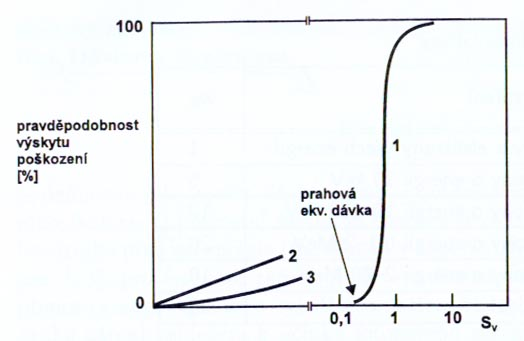 100
pravděpodobnost
výskytu
poškození
[%]
1
prahová
ekv. dávka
2
3
0
0,1 1 10 Sv